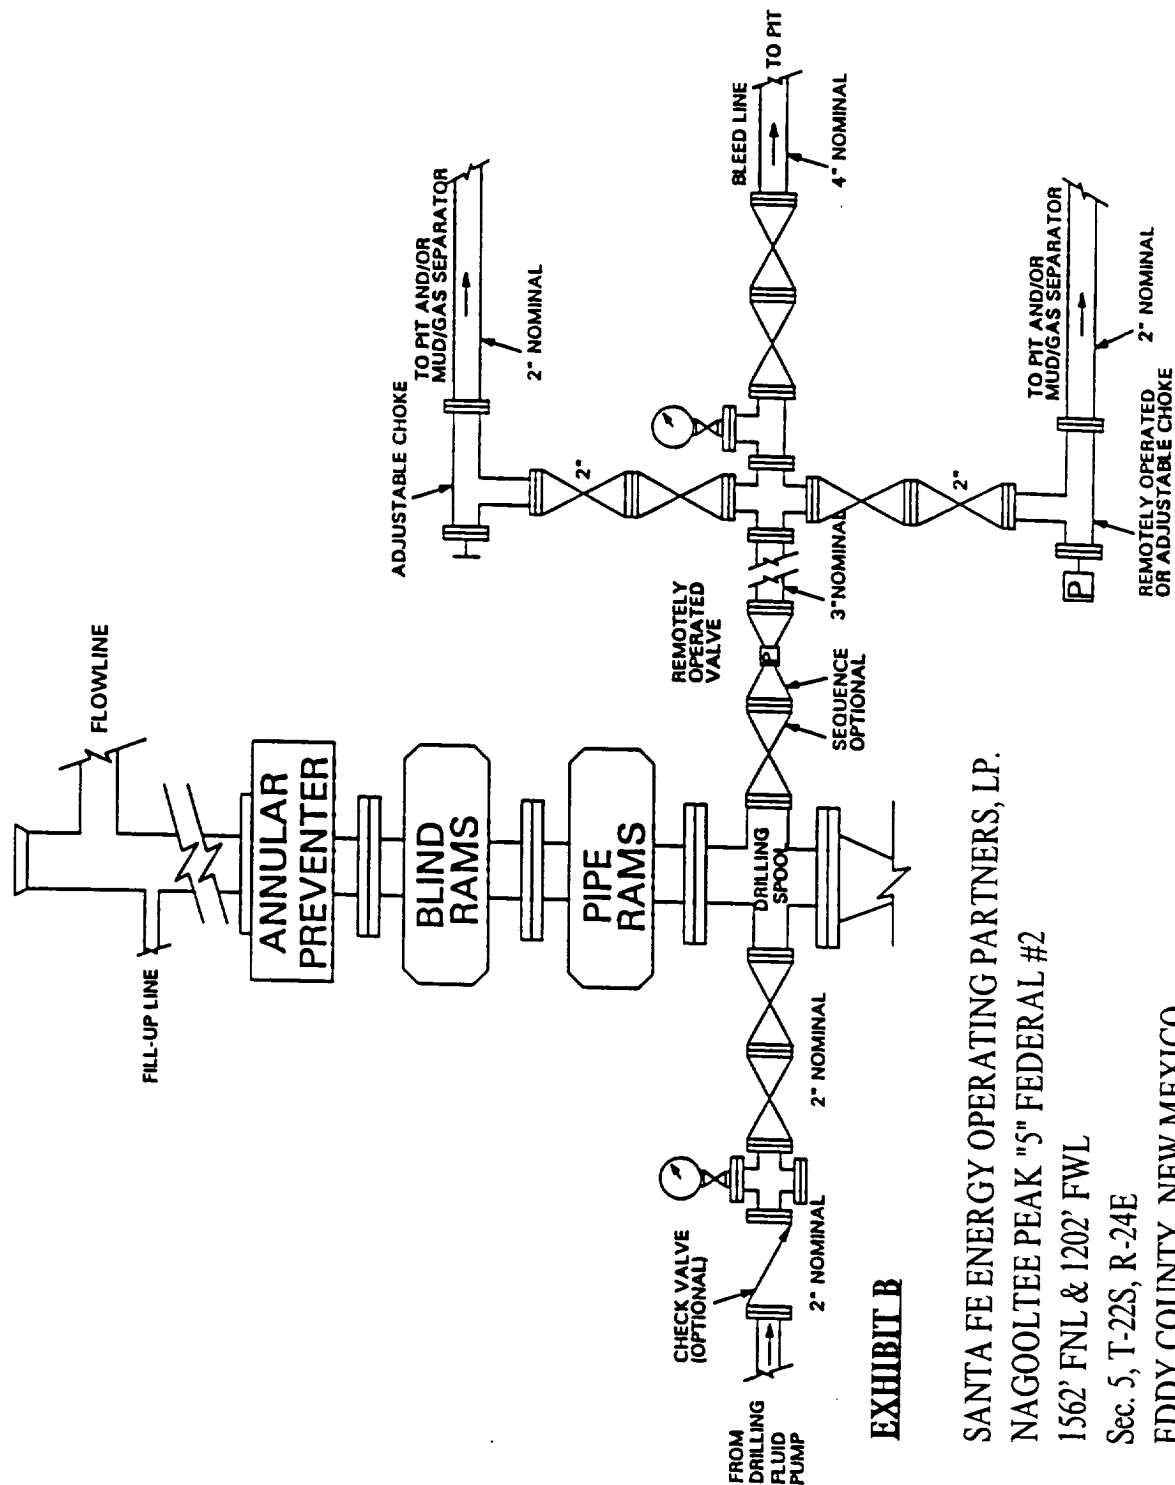 FLOWLINE
FILL-UP LINE
ANNULAR
PREVENTER
BLIND
RAMS
PIPE
RAMS
DRILLING
SPOOL
ADJUSTABLE CHOKE
TO PIT AND/OR
MUD/GAS SEPARATOR
2" NOMINAL
2"
BLEED LINE
TO PIT
4" NOMINAL
REMOTELY
OPERATED
VALVE
P
3" NOMINAL
SEQUENCE
OPTIONAL
2"
TO PIT AND/OR
MUD/GAS SEPARATOR
2" NOMINAL
P
REMOTELY OPERATED
OR ADJUSTABLE CHOKE
FROM
DRILLING
FLUID
PUMP
CHECK VALVE
(OPTIONAL)
2" NOMINAL
2" NOMINAL
EXHIBIT B
SANTA FE ENERGY OPERATING PARTNERS, LP.
NAGOOLTEE PEAK "5" FEDERAL #2
1562' FNL & 1202' FWL
Sec. 5, T-22S, R-24E
EDDY COUNTY, NEW MEXICO